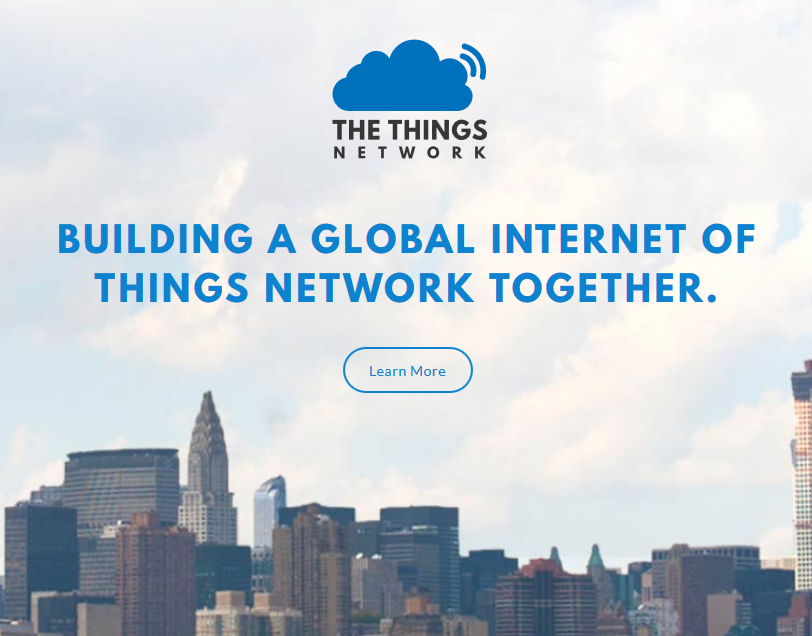 THE THINGS
NETWORK
BUILDING A GLOBAL INTERNET OF
THINGS NETWORK TOGETHER.
Learn More